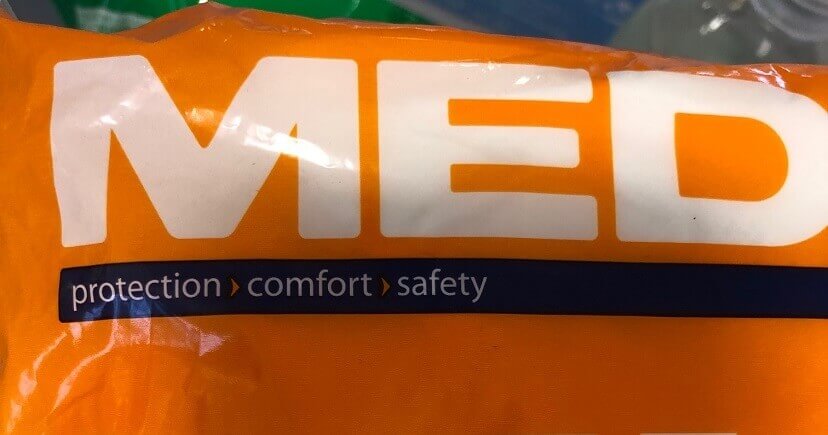 MED
protection › comfort › safety